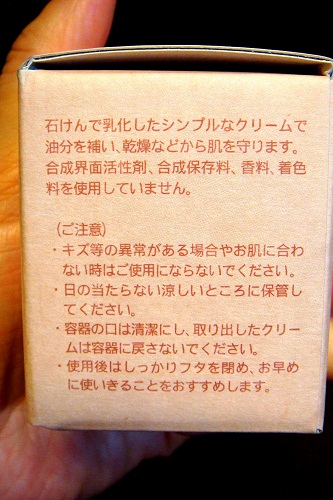 石けんで乳化したシンプルなクリームで
油分を補い、乾燥などから肌を守ります。
合成界面活性剤、合成保存料、香料、着色
料を使用していません。
（ご注意）
・キズ等の異常がある場合やお肌に合わ
ない時はご使用にならないでください。
・日の当たらない涼しいところに保管し
てください。
・容器の口は清潔にし、取り出したクリー
ムは容器に戻さないでください。
・使用後はしっかりフタを閉め、お早め
に使いきることをおすすめします。